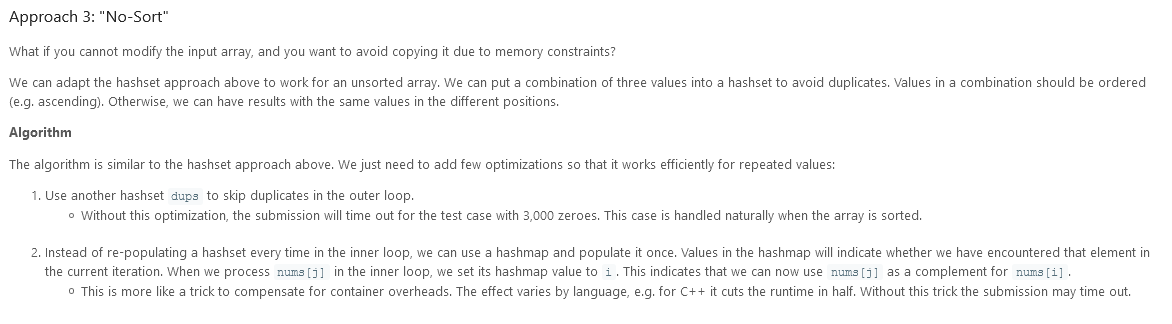 Approach 3: "No-Sort"
What if you cannot modify the input array, and you want to avoid copying it due to memory constraints?
We can adapt the hashset approach above to work for an unsorted array. We can put a combination of three values into a hashset to avoid duplicates. Values in a combination should be ordered
(e.g. ascending). Otherwise, we can have results with the same values in the different positions.
Algorithm
The algorithm is similar to the hashset approach above. We just need to add few optimizations so that it works efficiently for repeated values:
1. Use another hashset dups to skip duplicates in the outer loop.
◦ Without this optimization, the submission will time out for the test case with 3,000 zeroes. This case is handled naturally when the array is sorted.
2. Instead of re-populating a hashset every time in the inner loop, we can use a hashmap and populate it once. Values in the hashmap will indicate whether we have encountered that element in
the current iteration. When we process nums[j] in the inner loop, we set its hashmap value to i . This indicates that we can now use nums[j] as a complement for nums[i] .
◦ This is more like a trick to compensate for container overheads. The effect varies by language, e.g. for C++ it cuts the runtime in half. Without this trick the submission may time out.